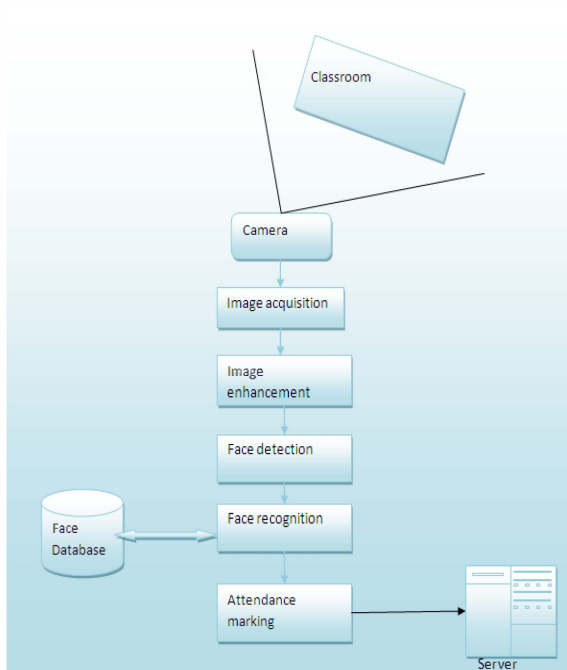 Classroom
Camera
Image acquisition
Image
enhancement
Face detection
Face recognition
Face
Database
Attendance
marking
Server